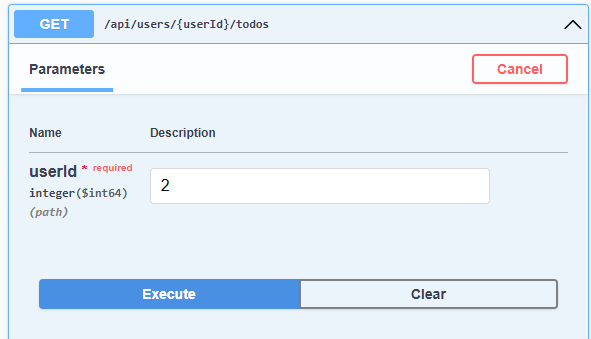 GET /api/users/{userId}/todos
Parameters Cancel
Name Description
userId * required
integer($int64)
(path)
2
Execute Clear